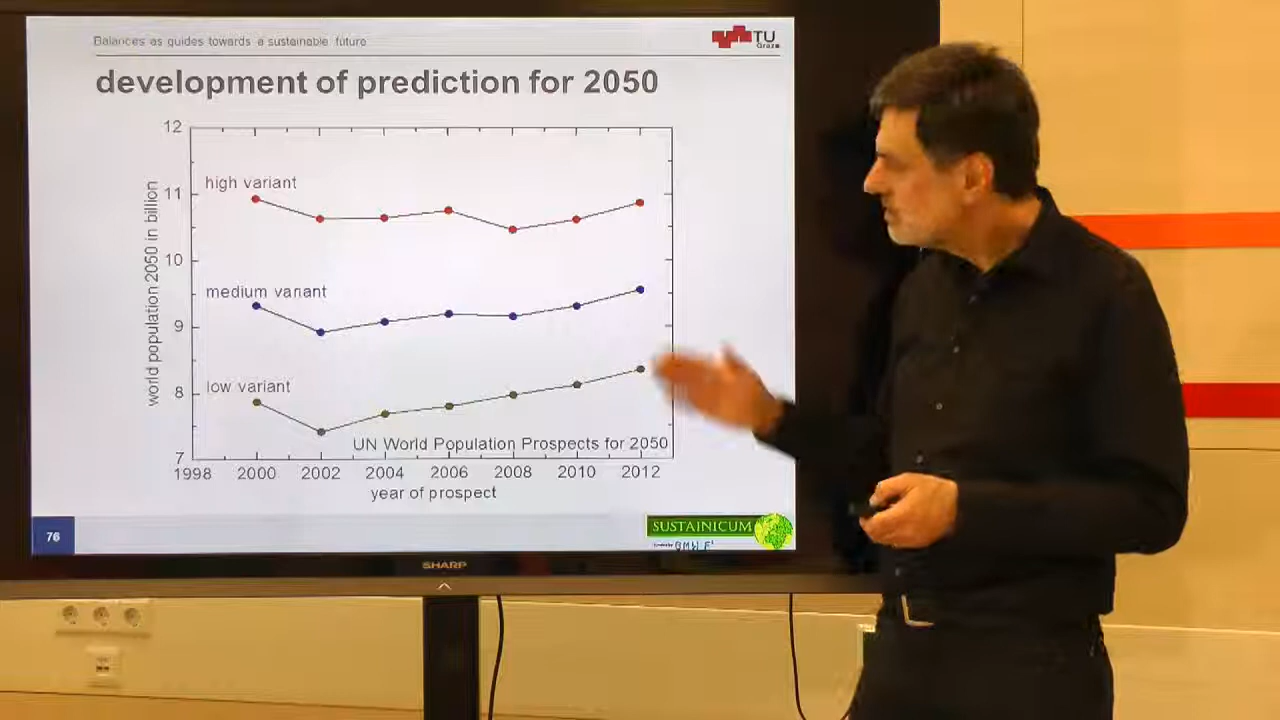 Balances as guides towards a sustainable future
TU
Graz
development of prediction for 2050
12
11
10
9
8
7
world population 2050 in billion
high variant
medium variant
low variant
UN World Population Prospects for 2050
1998 2000 2002 2004 2006 2008 2010 2012
year of prospect
76
SUSTAINICUM
SHARP